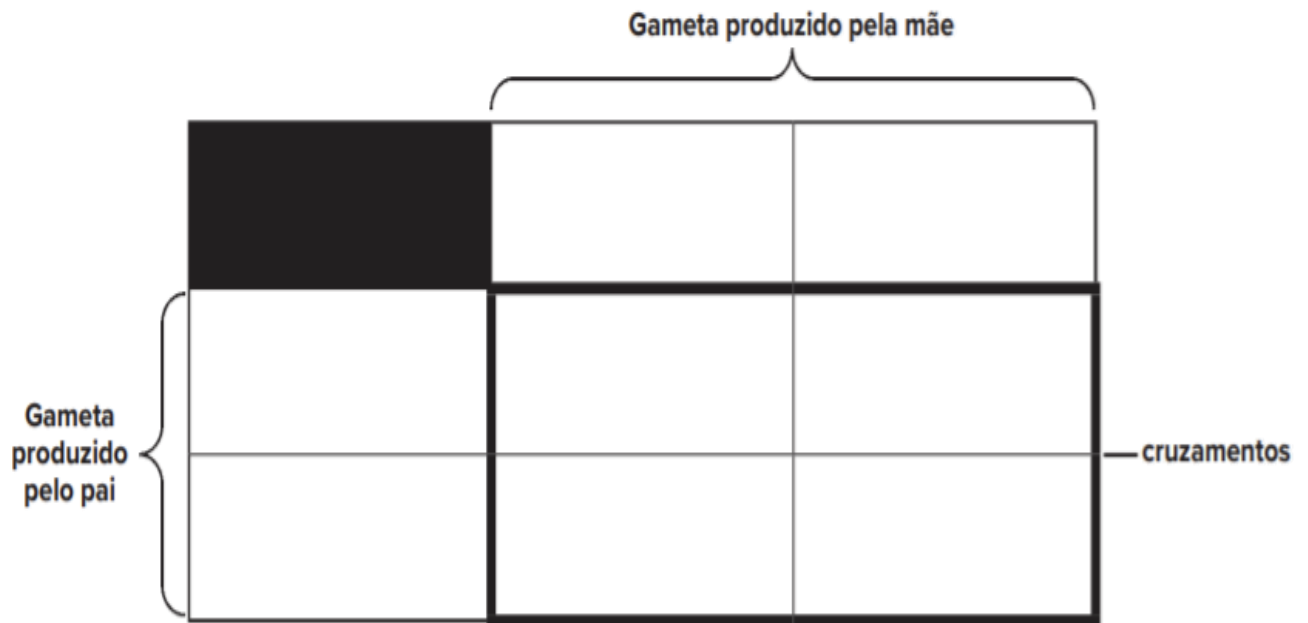 Gameta produzido pela mãe
Gameta
produzido
pelo pai
cruzamentos